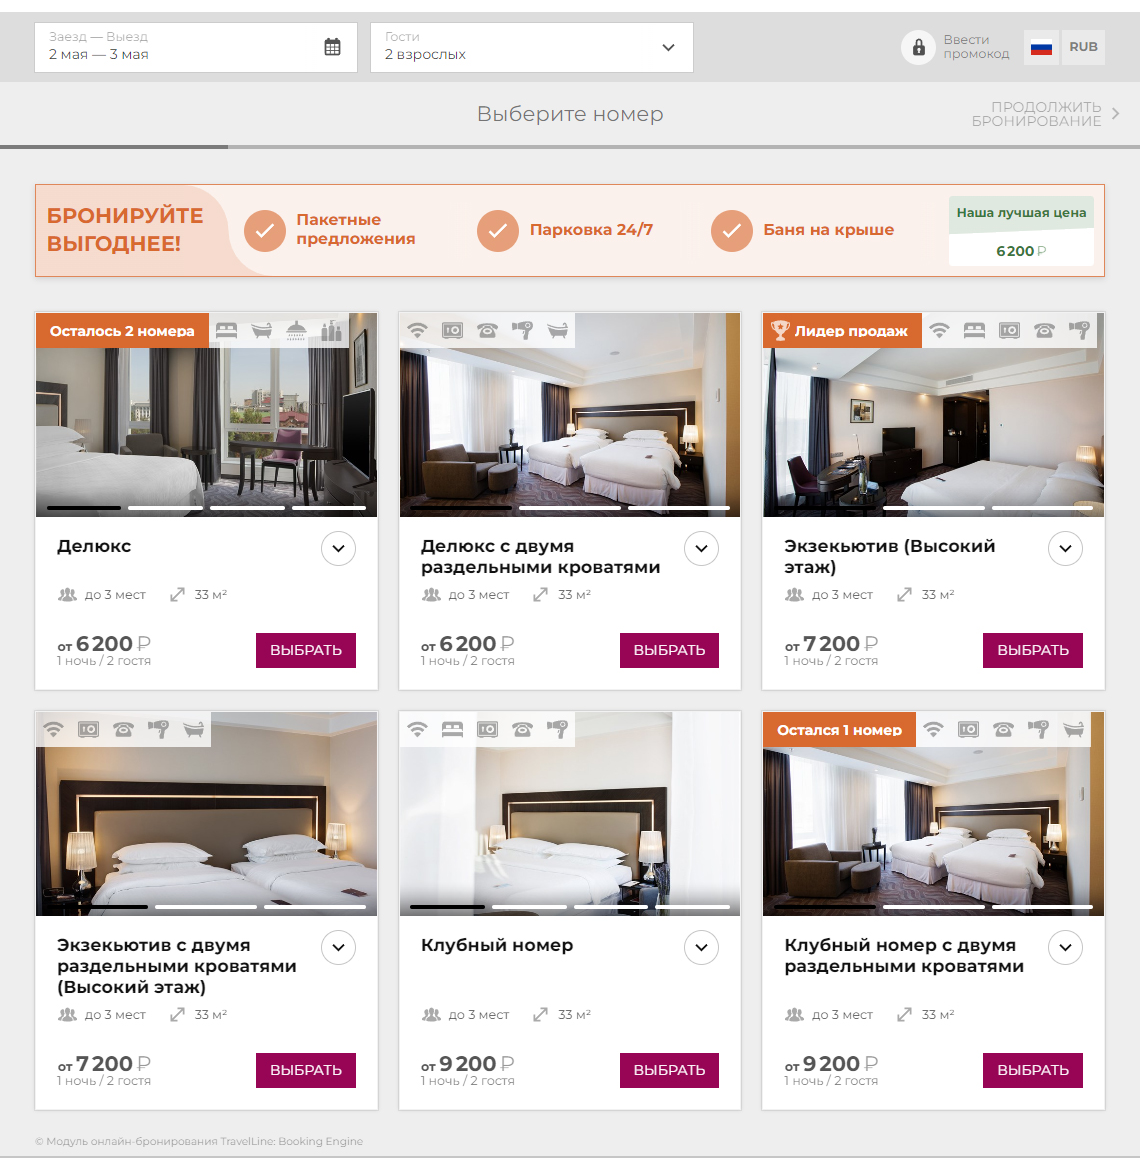 Заезд — Выезд
2 мая — 3 мая
Гости
2 взрослых
Ввести
промокод
RUB
Выберите номер
ПРОДОЛЖИТЬ
БРОНИРОВАНИЕ
БРОНИРУЙТЕ
ВЫГОДНЕЕ!
Пакетные
предложения
Парковка 24/7
Баня на крыше
Наша лучшая цена
6 200 ₽
Осталось 2 номера
Лидер продаж
Делюкс
до 3 мест 33 м²
от 6 200 ₽
1 ночь / 2 гостя
ВЫБРАТЬ
Делюкс с двумя
раздельными кроватями
до 3 мест 33 м²
от 6 200 ₽
1 ночь / 2 гостя
ВЫБРАТЬ
Экзекьютив (Высокий
этаж)
до 3 мест 33 м²
от 7 200 ₽
1 ночь / 2 гостя
ВЫБРАТЬ
Экзекьютив с двумя
раздельными кроватями
(Высокий этаж)
до 3 мест 33 м²
от 7 200 ₽
1 ночь / 2 гостя
ВЫБРАТЬ
Клубный номер
до 3 мест 33 м²
от 9 200 ₽
1 ночь / 2 гостя
ВЫБРАТЬ
Остался 1 номер
Клубный номер с двумя
раздельными кроватями
до 3 мест 33 м²
от 9 200 ₽
1 ночь / 2 гостя
ВЫБРАТЬ
© Модуль онлайн-бронирования TravelLine: Booking Engine